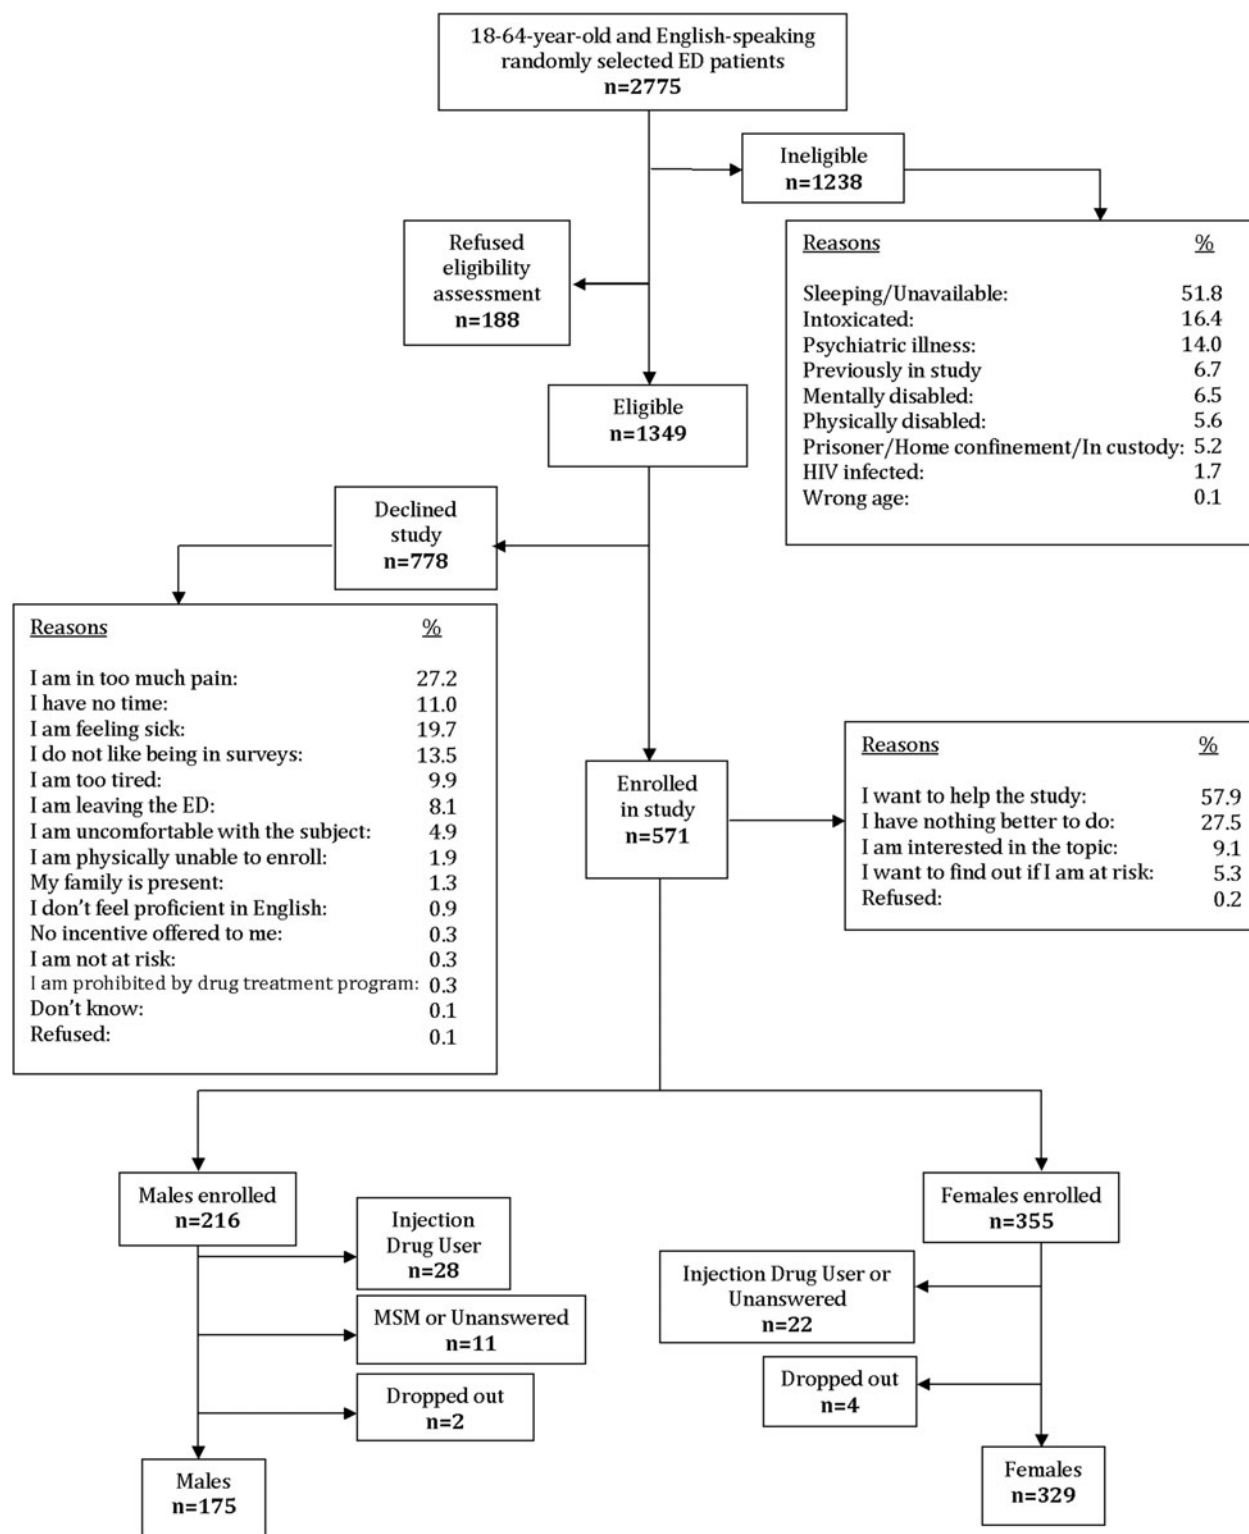 18-64-year-old and English-speaking
randomly selected ED patients
n=2775
Ineligible
n=1238
Refused
eligibility
assessment
n=188
Reasons %
Sleeping/Unavailable: 51.8
Intoxicated: 16.4
Psychiatric illness: 14.0
Previously in study 6.7
Mentally disabled: 6.5
Physically disabled: 5.6
Prisoner/Home confinement/In custody: 5.2
HIV infected: 1.7
Wrong age: 0.1
Eligible
n=1349
Declined
study
n=778
Reasons %
I am in too much pain: 27.2
I have no time: 11.0
I am feeling sick: 19.7
I do not like being in surveys: 13.5
I am too tired: 9.9
I am leaving the ED: 8.1
I am uncomfortable with the subject: 4.9
I am physically unable to enroll: 1.9
My family is present: 1.3
I don't feel proficient in English: 0.9
No incentive offered to me: 0.3
I am not at risk: 0.3
I am prohibited by drug treatment program: 0.3
Don't know: 0.1
Refused: 0.1
Enrolled
in study
n=571
Reasons %
I want to help the study: 57.9
I have nothing better to do: 27.5
I am interested in the topic: 9.1
I want to find out if I am at risk: 5.3
Refused: 0.2
Males enrolled
n=216
Injection
Drug User
n=28
MSM or Unanswered
n=11
Dropped out
n=2
Males
n=175
Females enrolled
n=355
Injection Drug User or
Unanswered
n=22
Dropped out
n=4
Females
n=329